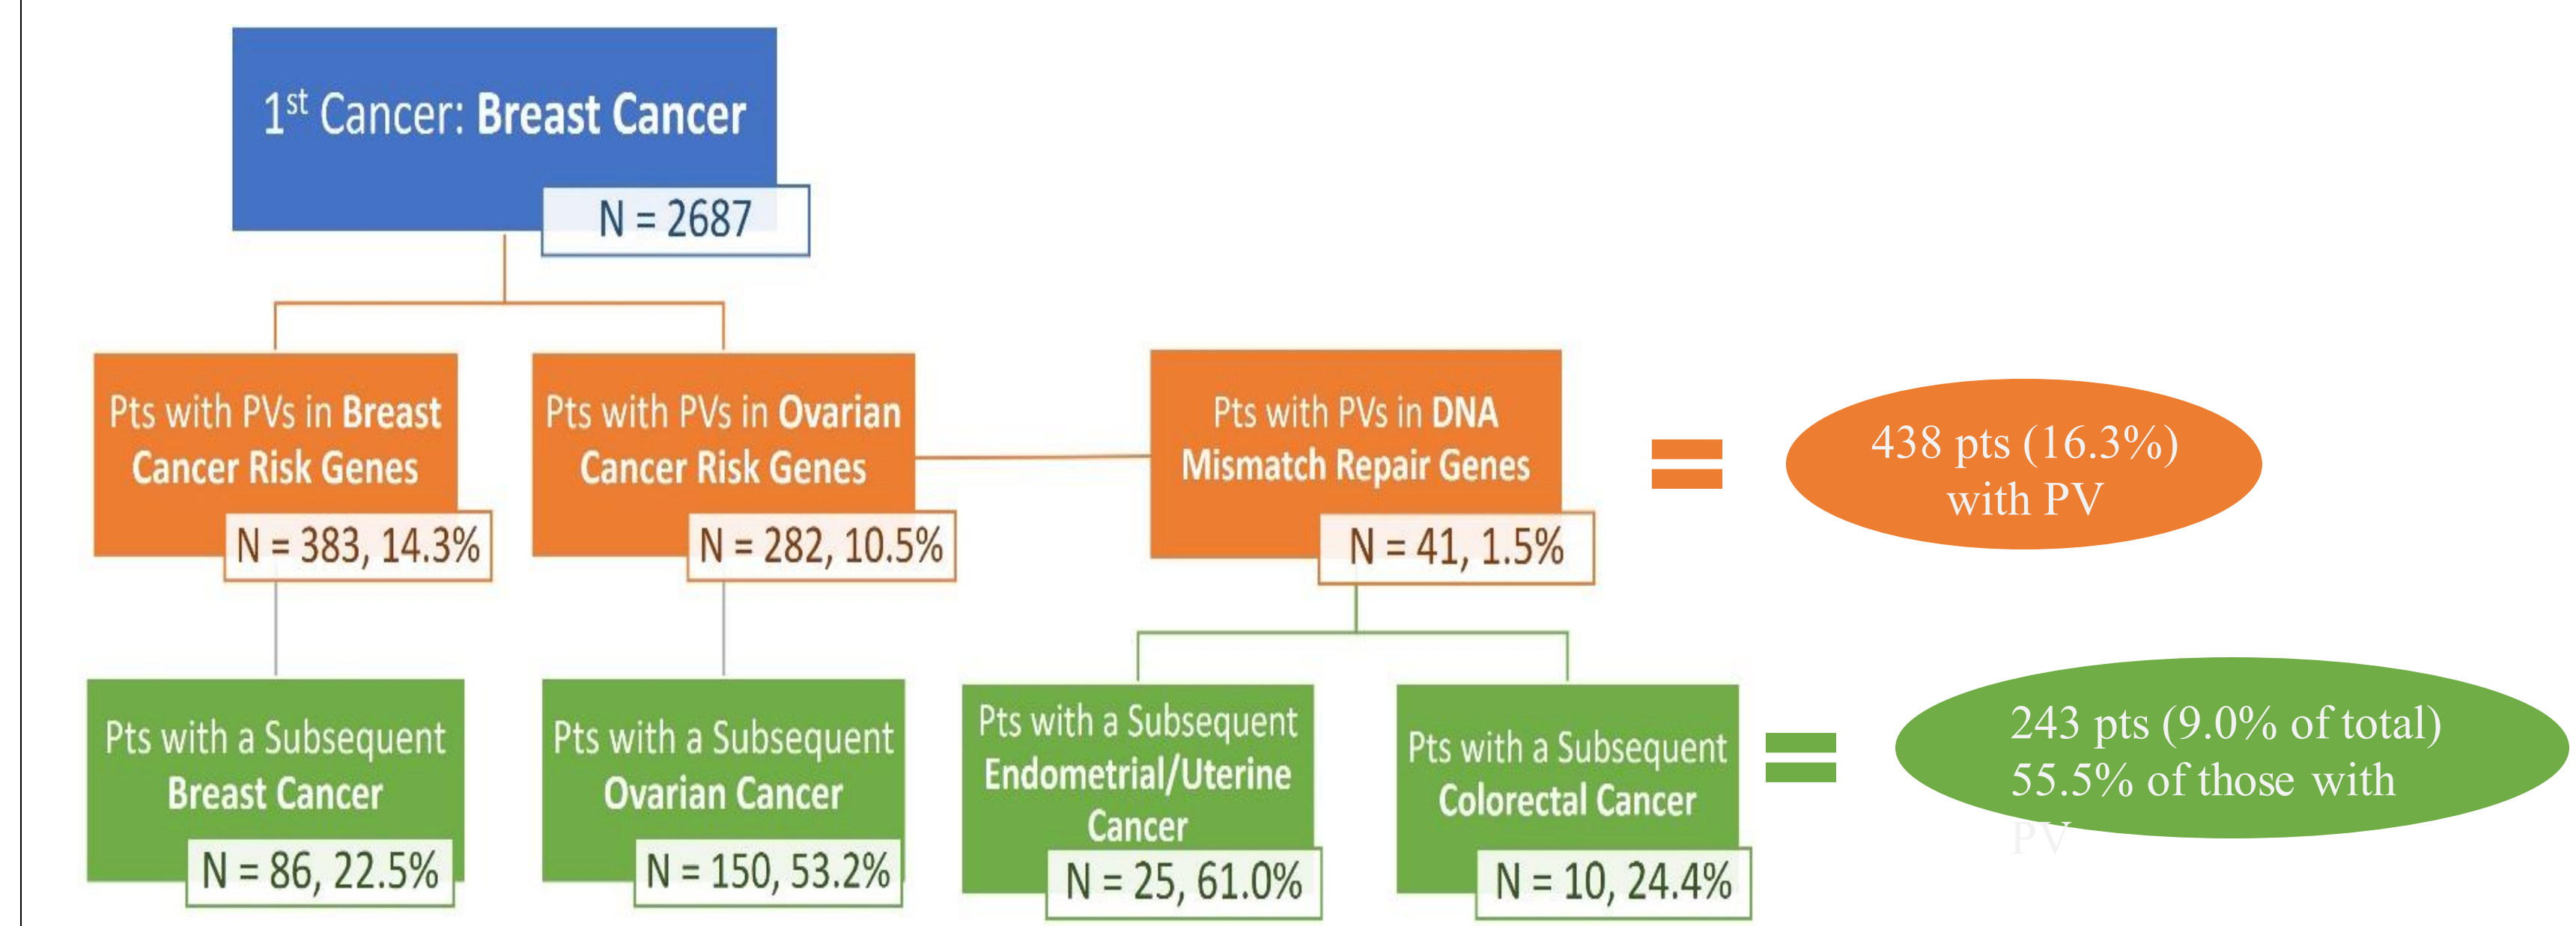 1st Cancer: Breast Cancer
N = 2687
Pts with PVs in Breast
Cancer Risk Genes
N = 383, 14.3%
Pts with PVs in Ovarian
Cancer Risk Genes
N = 282, 10.5%
Pts with PVs in DNA
Mismatch Repair Genes
N = 41, 1.5%
438 pts (16.3%)
with PV
Pts with a Subsequent
Breast Cancer
N = 86, 22.5%
Pts with a Subsequent
Ovarian Cancer
N = 150, 53.2%
Pts with a Subsequent
Endometrial/Uterine
Cancer
N = 25, 61.0%
Pts with a Subsequent
Colorectal Cancer
N = 10, 24.4%
243 pts (9.0% of total)
55.5% of those with
PV